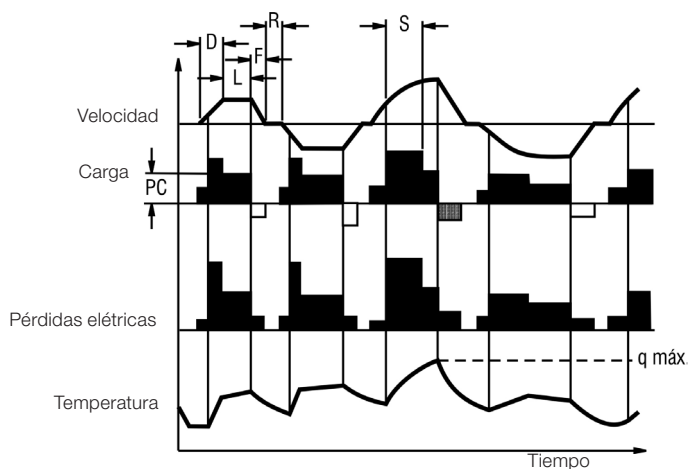 R
D
F
S
L
Velocidad
Carga
PC
Pérdidas elétricas
q máx.
Temperatura
Tiempo